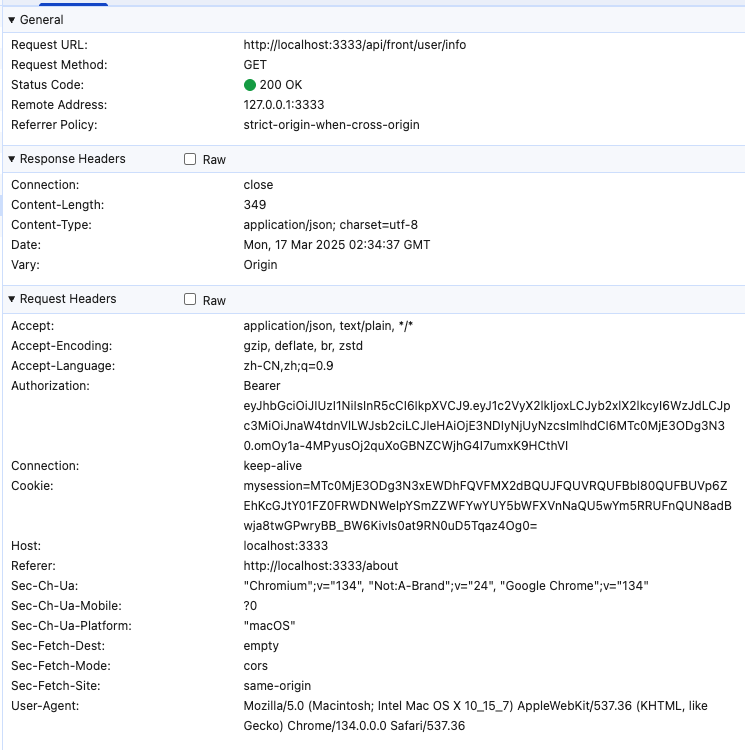 General
Request URL: http://localhost:3333/api/front/user/info
Request Method: GET
Status Code: 200 OK
Remote Address: 127.0.0.1:3333
Referrer Policy: strict-origin-when-cross-origin
Response Headers Raw
Connection: close
Content-Length: 349
Content-Type: application/json; charset=utf-8
Date: Mon, 17 Mar 2025 02:34:37 GMT
Vary: Origin
Request Headers Raw
Accept: application/json, text/plain, */*
Accept-Encoding: gzip, deflate, br, zstd
Accept-Language: zh-CN,zh;q=0.9
Authorization: Bearer
eyJhbGciOiJIUzI1NiIsInR5cCI6IkpXVCJ9.eyJ1c2VyX2lkIjoxLCJyb2xlX2lkcyI6WzJdLCJp
c3MiOiJnaW4tdnVlLWJsb2ciLCJleHAiOjE3NDIyNjUyNzcsImlhdCI6MTc0MjE3ODg3N3
0.omOy1a-4MPyusOj2quXoGBNZCWjhG4I7umxK9HCthVI
Connection: keep-alive
Cookie: mysession=MTc0MjE3ODg3N3xEWDhFQVFMX2dBQUJFQUVRQUFBbl80QUFBUVp6Z
EhKcGJtY01FZ0FRWDNWelpYSmZZWFYwYUY5bWFXVnNaQU5wYm5RRUFnQUN8adB
wja8twGPwryBB_BW6KivIs0at9RN0uD5Tqaz4Og0=
Host: localhost:3333
Referer: http://localhost:3333/about
Sec-Ch-Ua: "Chromium";v="134", "Not:A-Brand";v="24", "Google Chrome";v="134"
Sec-Ch-Ua-Mobile: ?0
Sec-Ch-Ua-Platform: "macOS"
Sec-Fetch-Dest: empty
Sec-Fetch-Mode: cors
Sec-Fetch-Site: same-origin
User-Agent: Mozilla/5.0 (Macintosh; Intel Mac OS X 10_15_7) AppleWebKit/537.36 (KHTML, like
Gecko) Chrome/134.0.0.0 Safari/537.36